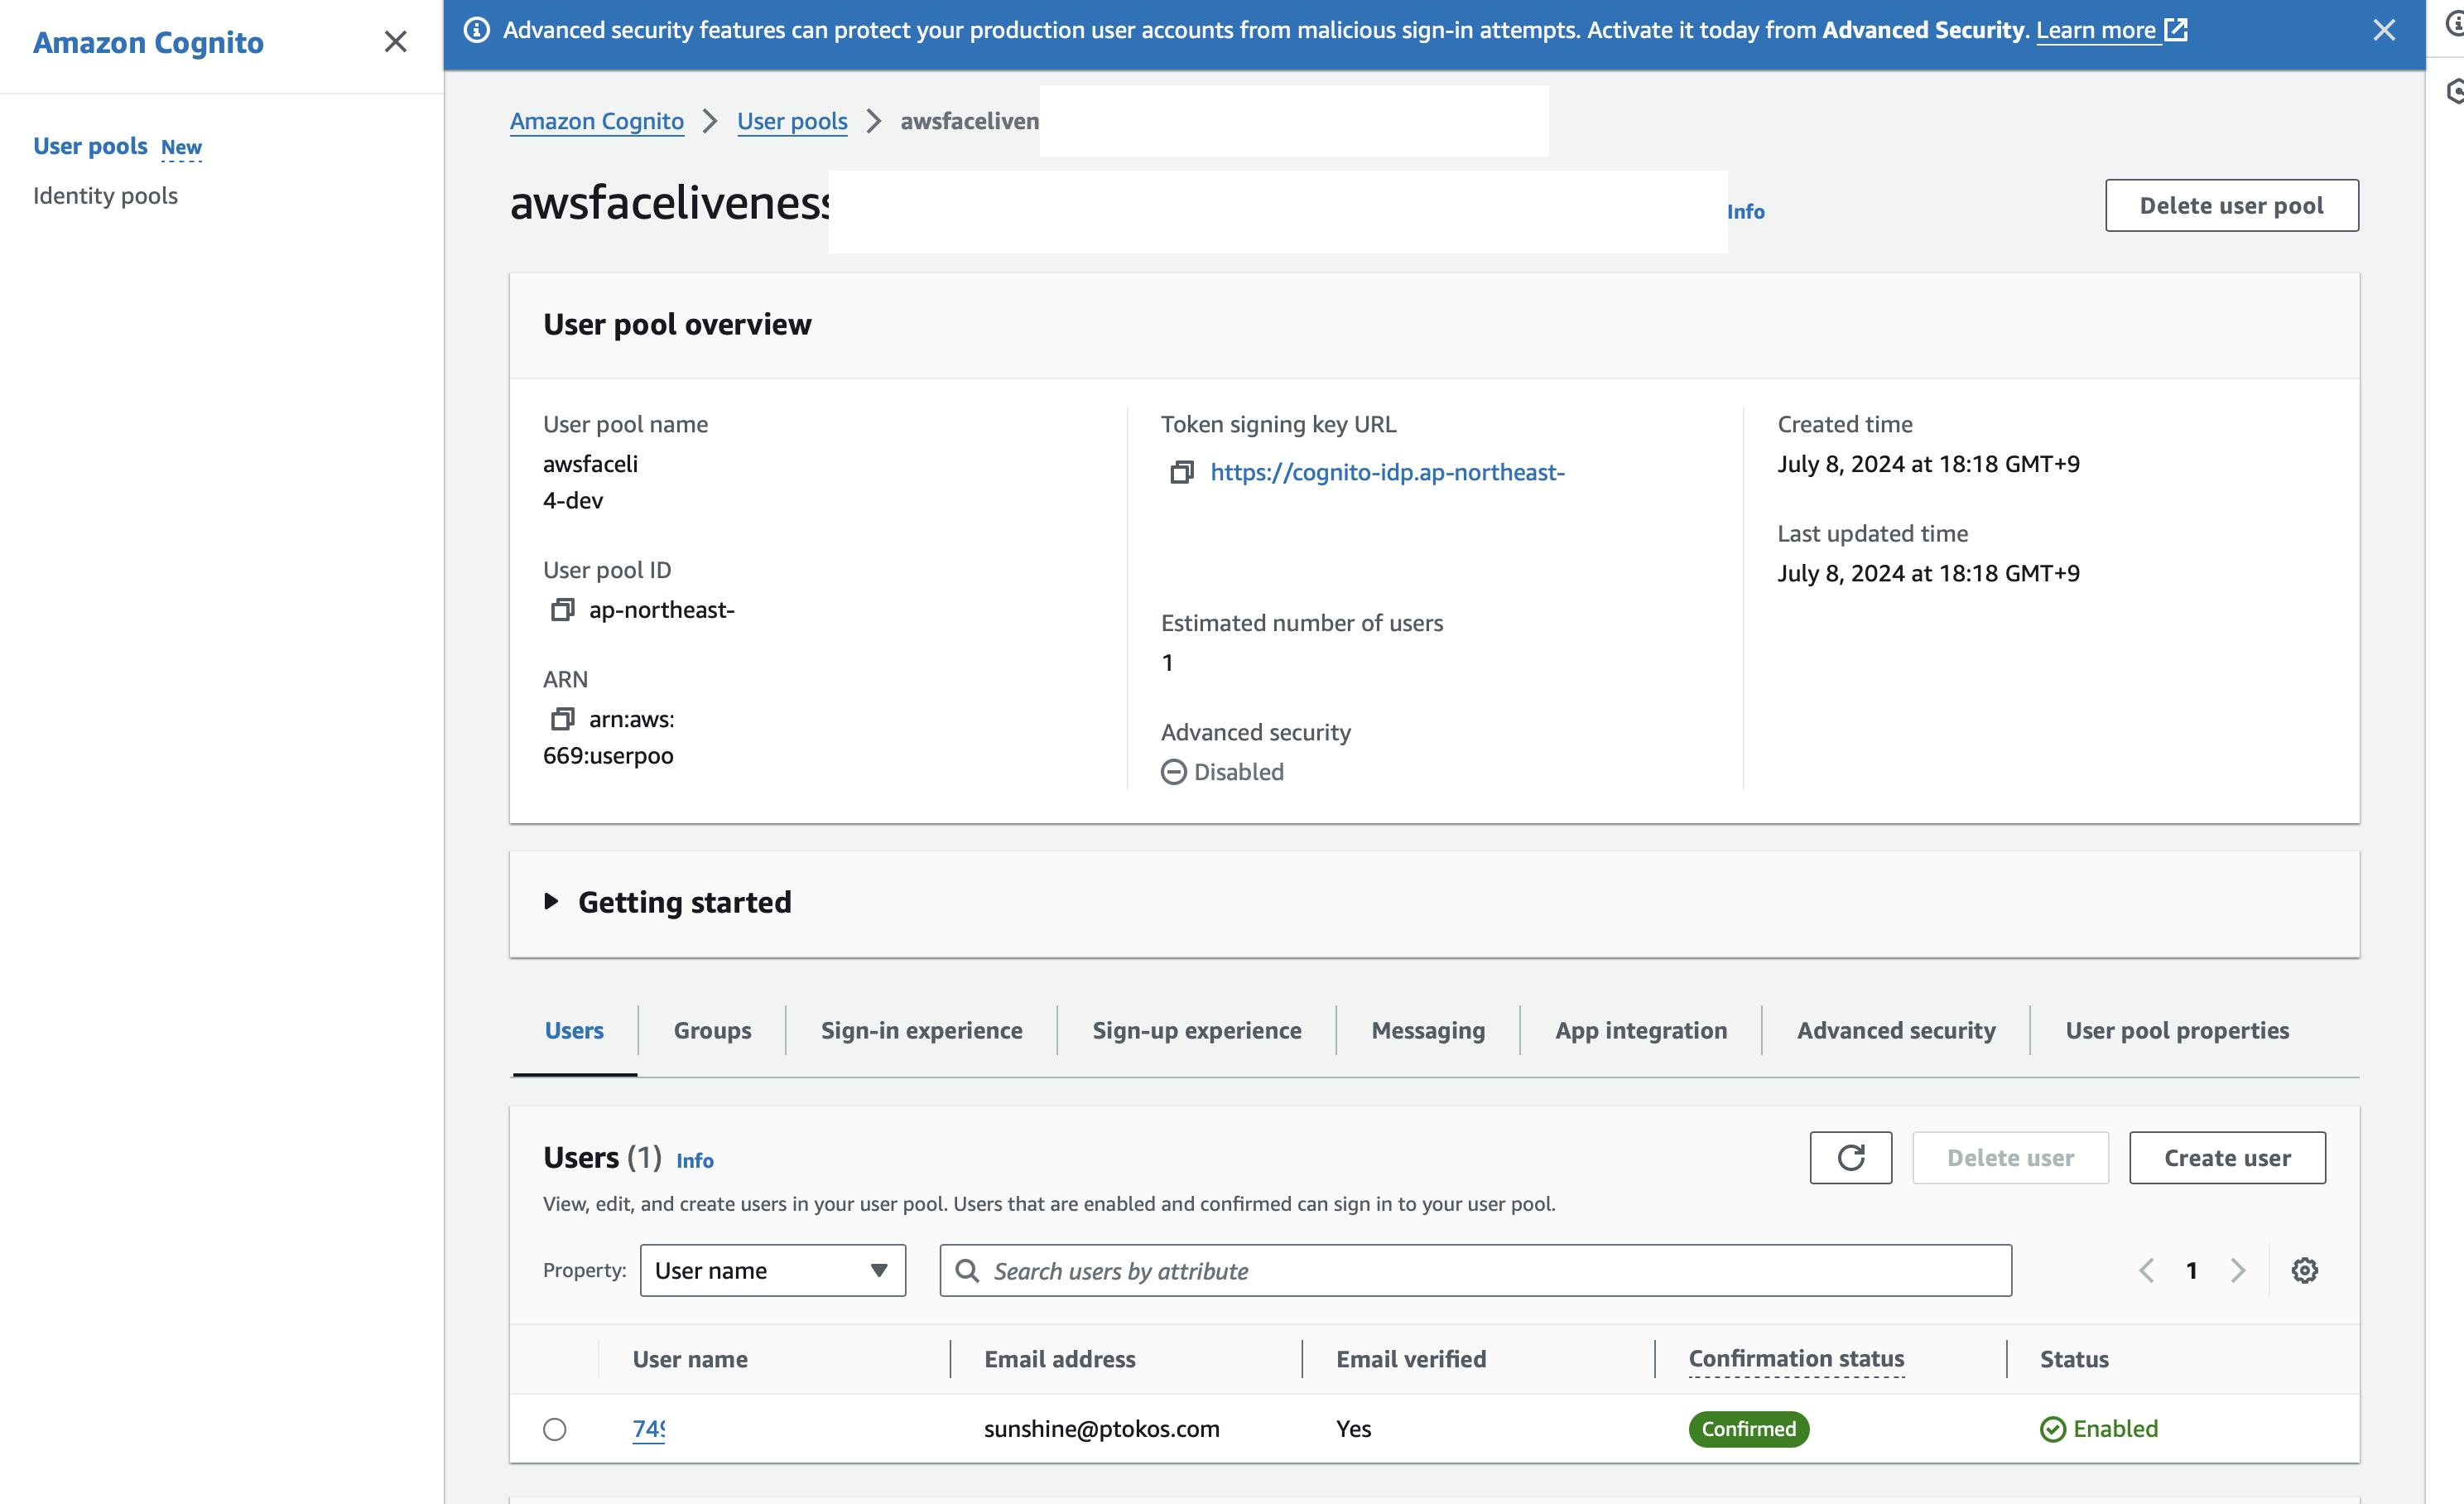 Amazon Cognito
User pools New
Identity pools
Advanced security features can protect your production user accounts from malicious sign-in attempts. Activate it today from Advanced Security. Learn more
Amazon Cognito > User pools > awsfaceliven
awsfaceliveness
Info
Delete user pool
User pool overview
User pool name
awsfaceli
4-dev
User pool ID
ap-northeast-
ARN
arn:aws:
669:userpoo
Token signing key URL
https://cognito-idp.ap-northeast-
Estimated number of users
1
Advanced security
Disabled
Created time
July 8, 2024 at 18:18 GMT+9
Last updated time
July 8, 2024 at 18:18 GMT+9
Getting started
Users Groups Sign-in experience Sign-up experience Messaging App integration Advanced security User pool properties
Users (1) Info
Delete user
Create user
View, edit, and create users in your user pool. Users that are enabled and confirmed can sign in to your user pool.
Property: User name Search users by attribute 1
User name Email address Email verified Confirmation status Status
749 sunshine@ptokos.com Yes Confirmed Enabled